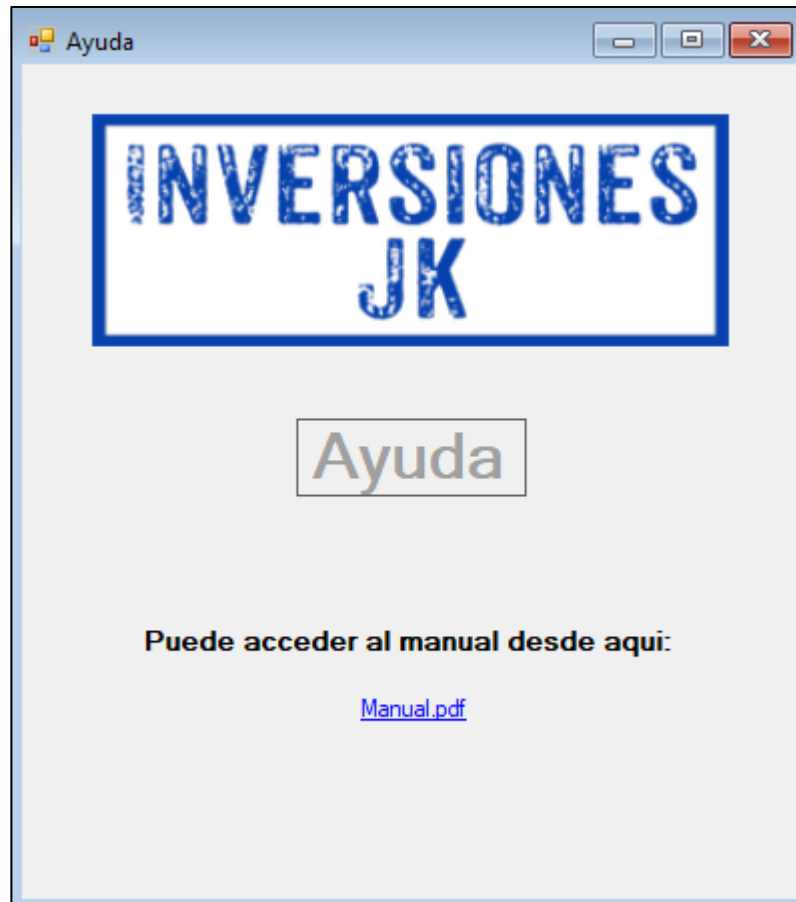 Ayuda
INVERSIONES
JK
Ayuda
Puede acceder al manual desde aqui:
Manual.pdf